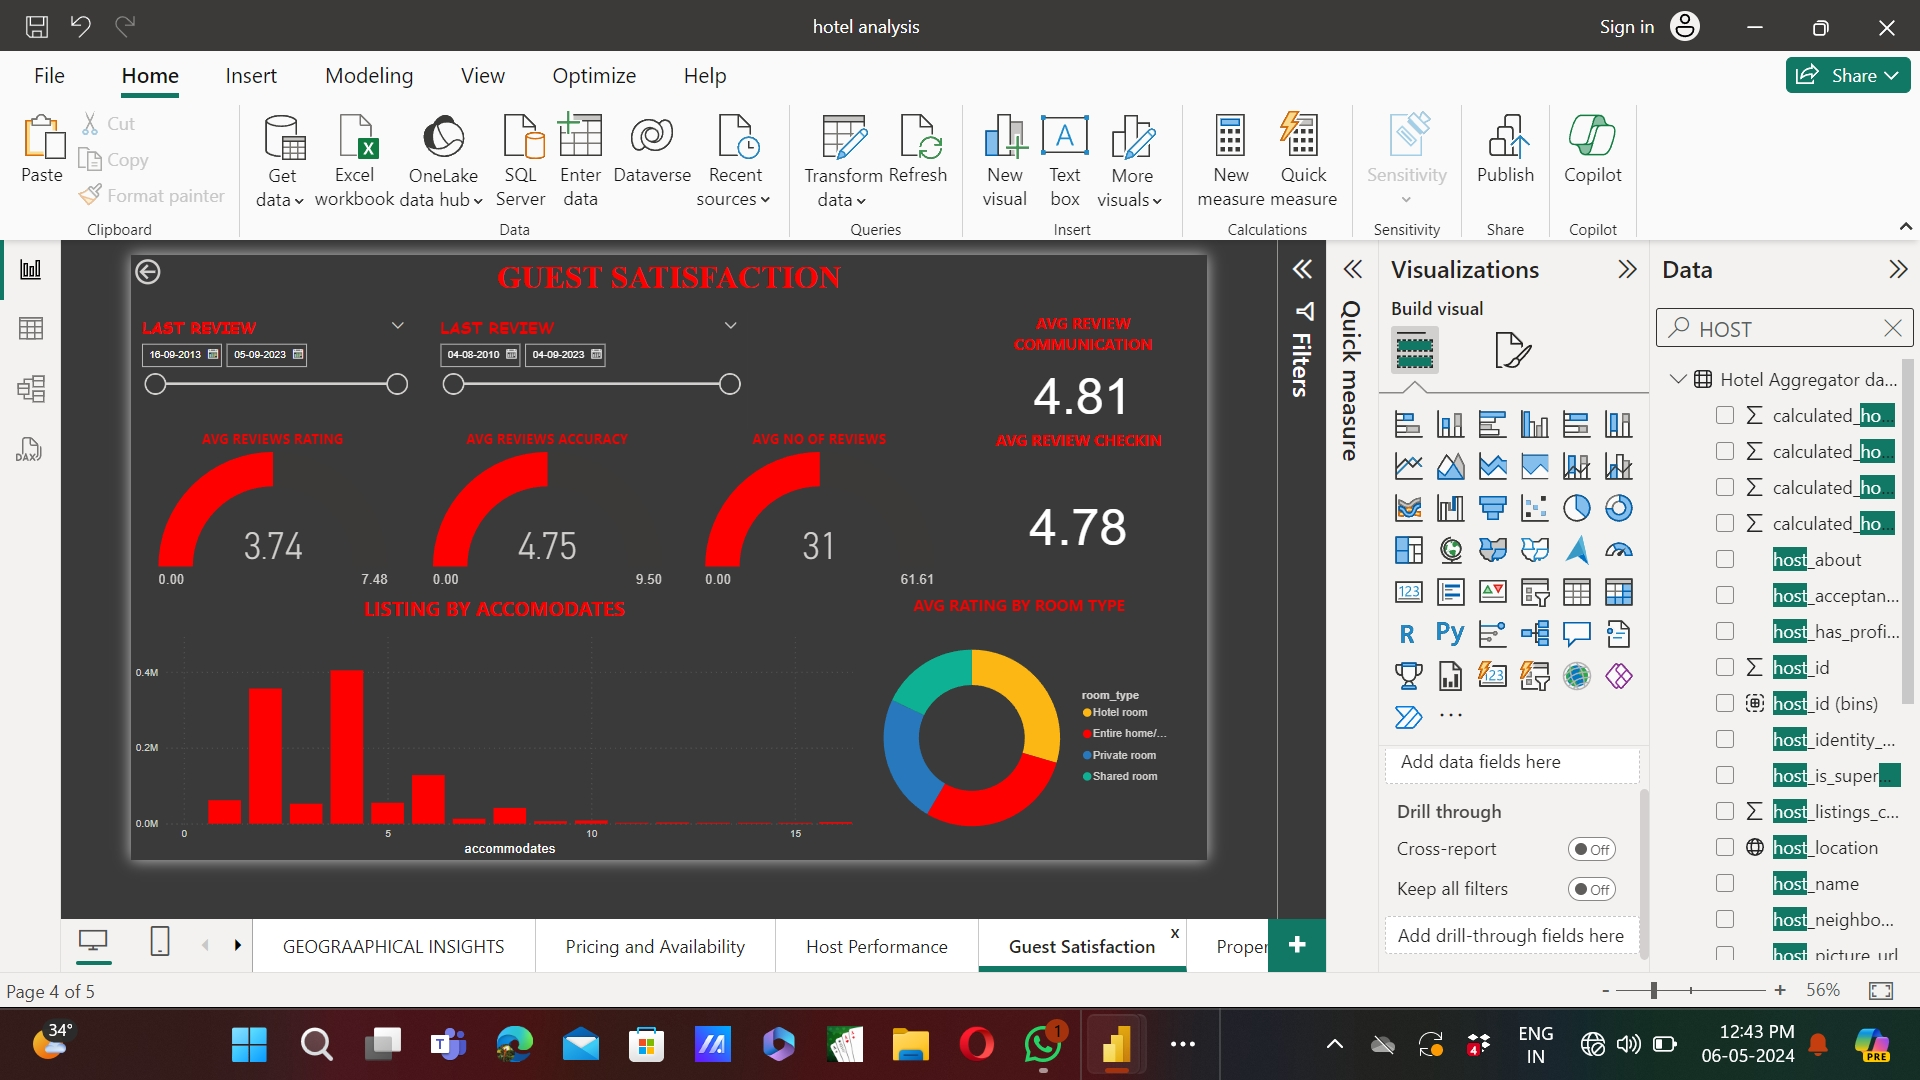 hotel analysis
Sign in
File
Home
Insert
Modeling
View
Optimize
Help
Share
Paste
Cut
Copy
Format painter
Clipboard
Get data
Excel workbook
OneLake data hub
SQL Server
Enter data
Dataverse
Recent sources
Data
Transform data
Refresh
Queries
New visual
Text box
More visuals
Insert
New measure
Quick measure
Calculations
Sensitivity
Sensitivity
Publish
Share
Copilot
Copilot
GUEST SATISFACTION
LAST REVIEW
16-09-2013
05-09-2023
LAST REVIEW
04-08-2010
04-09-2023
AVG REVIEW
COMMUNICATION
4.81
AVG REVIEWS RATING
3.74
0.00
7.48
AVG REVIEWS ACCURACY
4.75
0.00
9.50
AVG NO OF REVIEWS
31
0.00
61.61
AVG REVIEW CHECKIN
4.78
LISTING BY ACCOMODATES
0.4M
0.2M
0.0M
0
5
10
15
accommodates
AVG RATING BY ROOM TYPE
room_type
Hotel room
Entire home/...
Private room
Shared room
Filters
Quick measure
Visualizations
Build visual
123
R
Py
123
Add data fields here
Drill through
Cross-report
Off
Keep all filters
Off
Add drill-through fields here
Data
HOST
Hotel Aggregator da...
calculated_ho...
calculated_ho...
calculated_ho...
calculated_ho...
host_about
host_acceptan...
host_has_profi...
host_id
host_id (bins)
host_identity_...
host_is_super...
host_listings_c...
host_location
host_name
host_neighbo...
host_picture_url
DAX
GEOGRAAPHICAL INSIGHTS
Pricing and Availability
Host Performance
Guest Satisfaction
x
Proper
+
Page 4 of 5
- + 56%
34°
T
1
4
ENG
IN
12:43 PM
06-05-2024
PRE